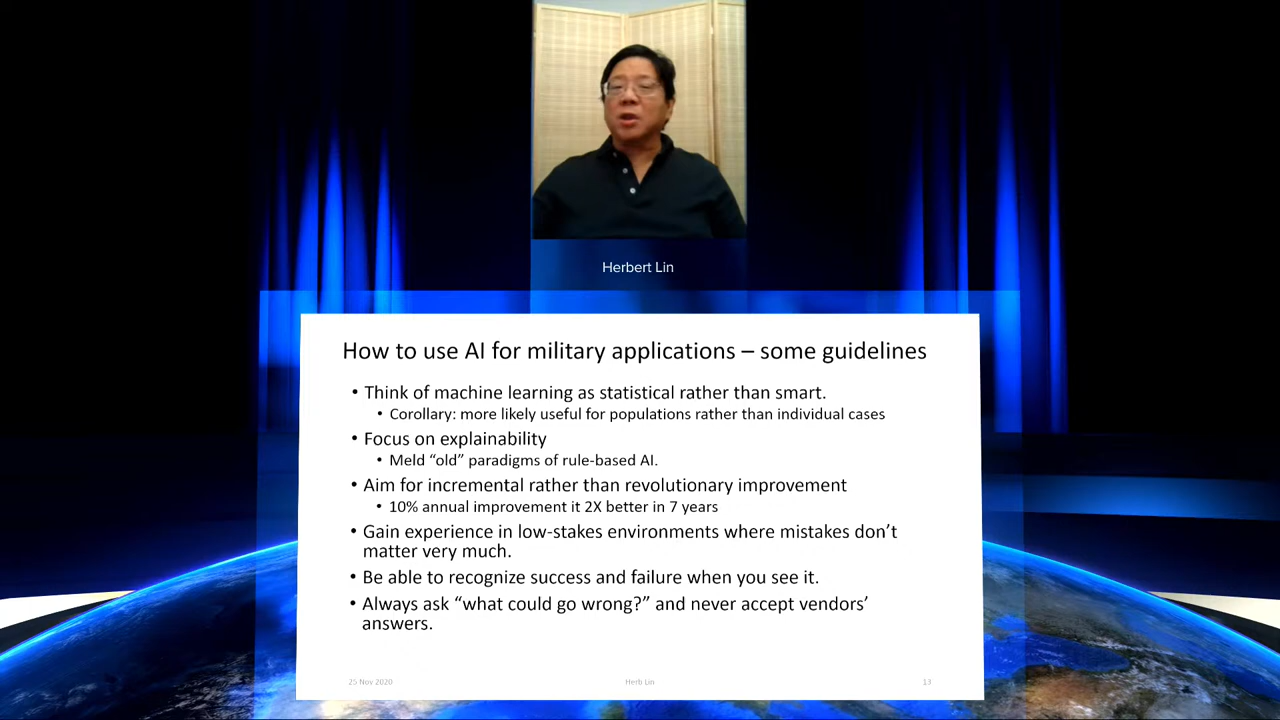 Herbert Lin
How to use AI for military applications – some guidelines
• Think of machine learning as statistical rather than smart.
• Corollary: more likely useful for populations rather than individual cases
• Focus on explainability
• Meld “old” paradigms of rule-based AI.
• Aim for incremental rather than revolutionary improvement
• 10% annual improvement it 2X better in 7 years
• Gain experience in low-stakes environments where mistakes don’t
matter very much.
• Be able to recognize success and failure when you see it.
• Always ask “what could go wrong?” and never accept vendors’
answers.
25 Nov 2020
Herb Lin
13